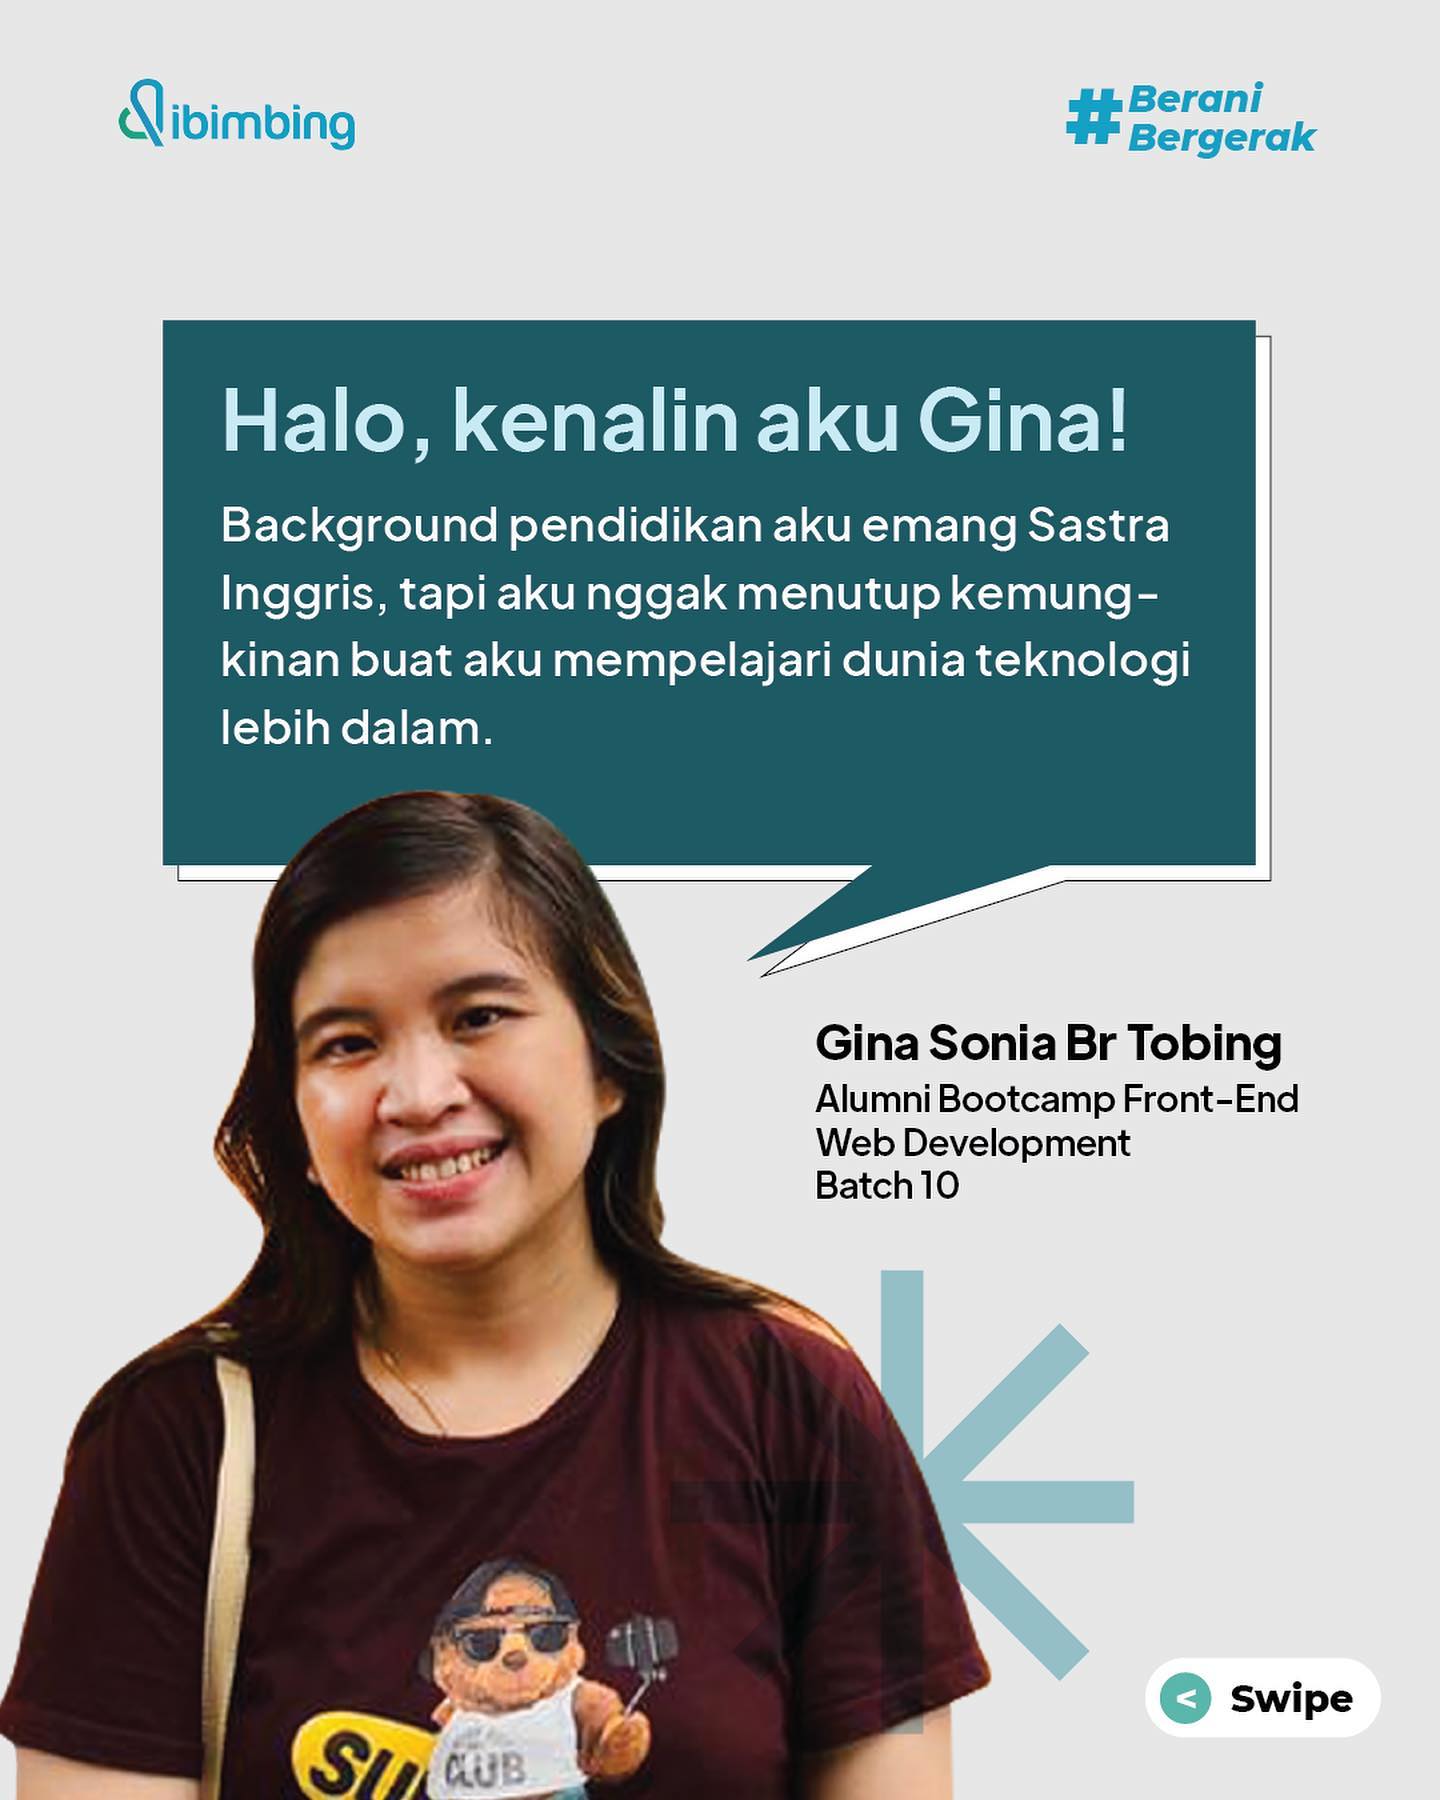 dibimbing
#Berani
Bergerak
Halo, kenalin aku Gina!
Background pendidikan aku emang Sastra
Inggris, tapi aku nggak menutup kemung-
kinan buat aku mempelajari dunia teknologi
lebih dalam.
Gina Sonia Br Tobing
Alumni Bootcamp Front-End
Web Development
Batch 10
CLUB
< Swipe